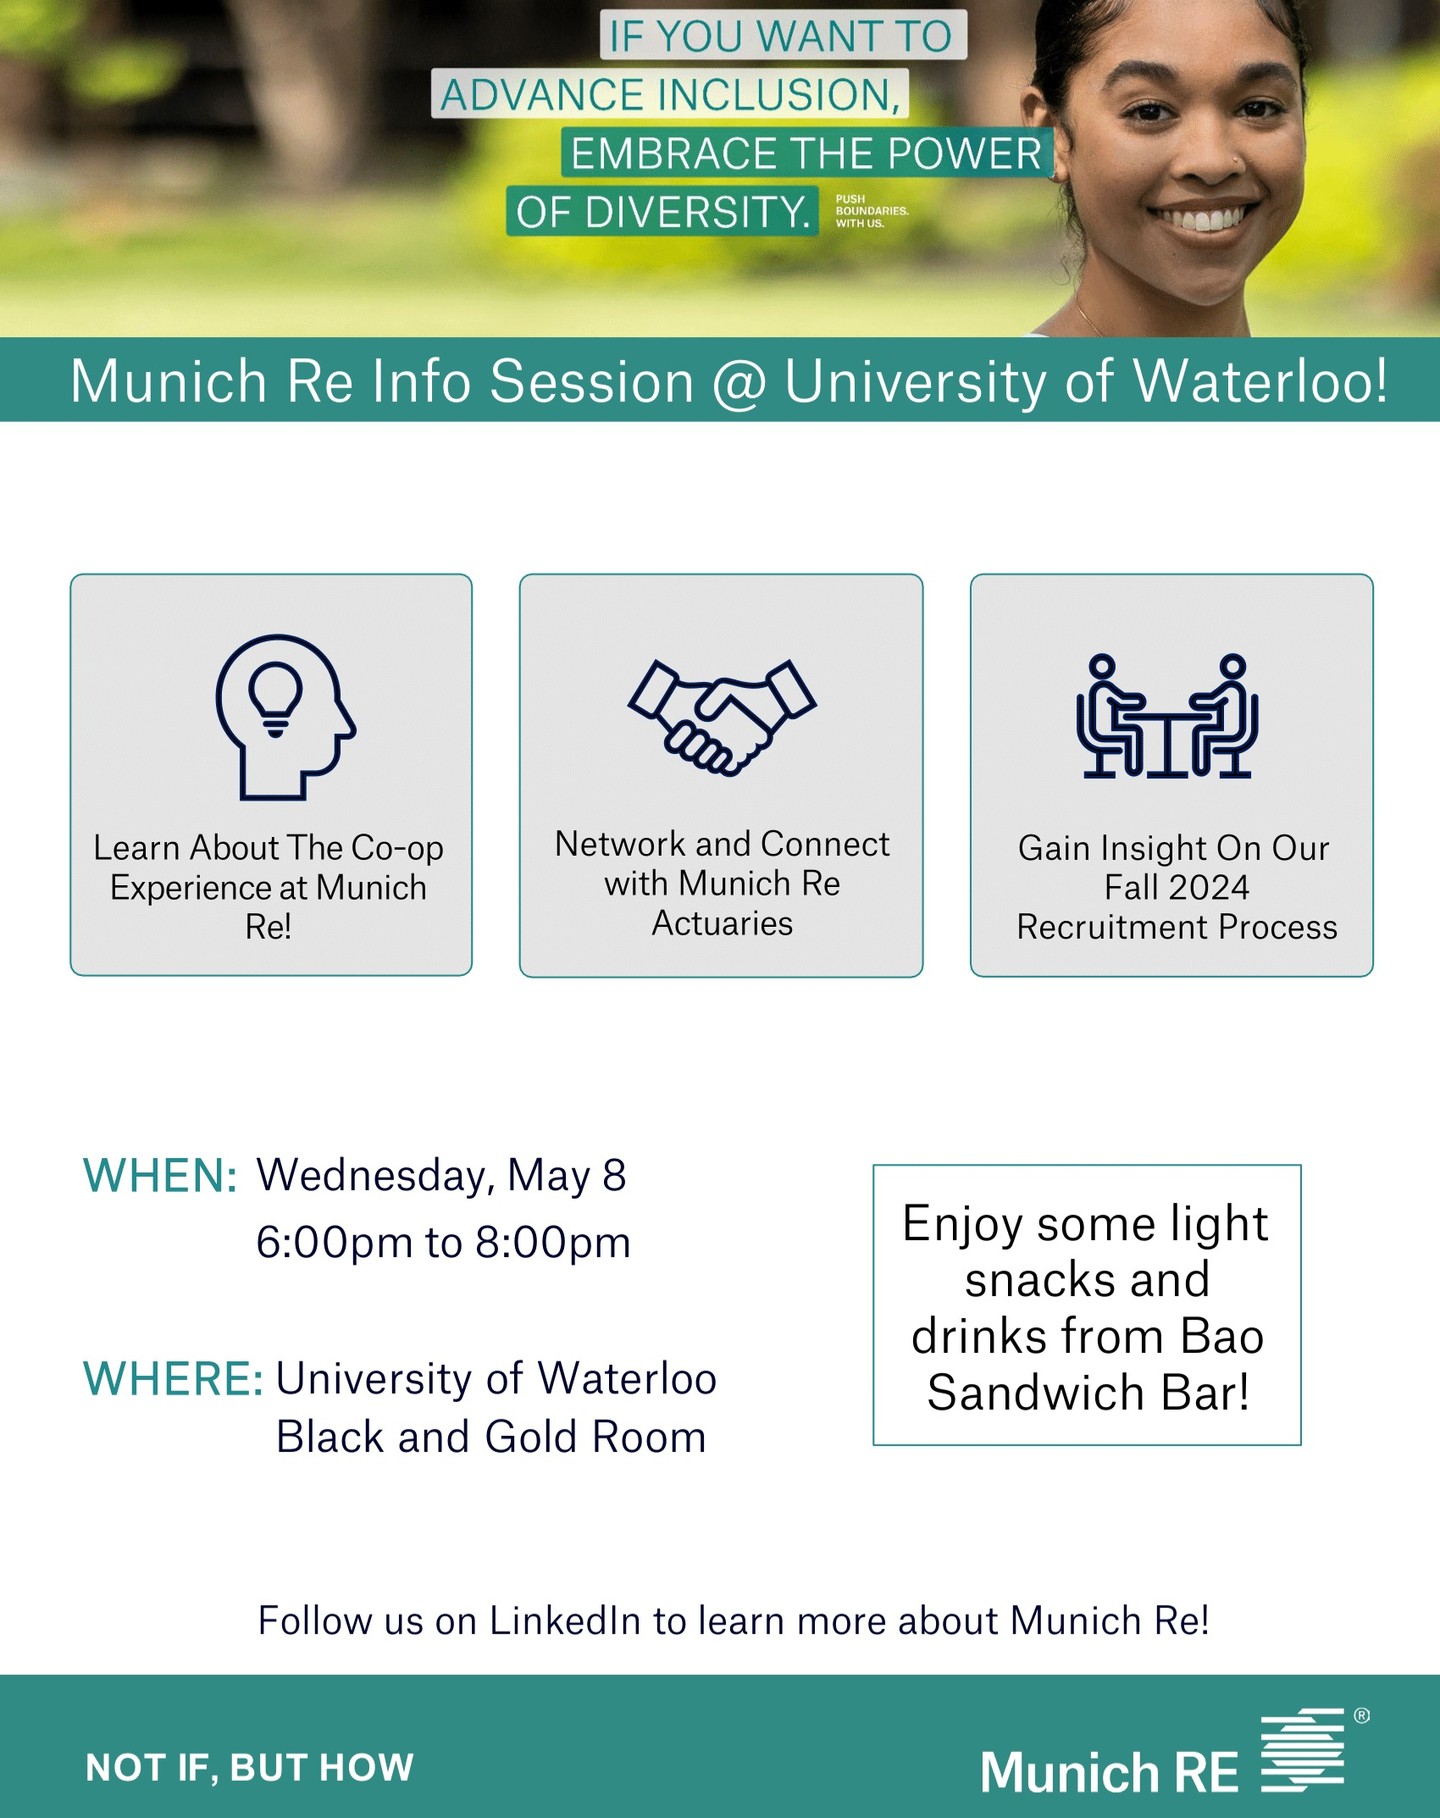 IF YOU WANT TO
ADVANCE INCLUSION,
EMBRACE THE POWER
OF DIVERSITY.
PUSH
BOUNDARIES.
WITH US.
Munich Re Info Session @ University of Waterloo!
Learn About The Co-op
Experience at Munich
Re!
Network and Connect
with Munich Re
Actuaries
Gain Insight On Our
Fall 2024
Recruitment Process
WHEN: Wednesday, May 8
6:00pm to 8:00pm
WHERE: University of Waterloo
Black and Gold Room
Enjoy some light
snacks and
drinks from Bao
Sandwich Bar!
Follow us on LinkedIn to learn more about Munich Re!
NOT IF, BUT HOW
Munich RE ®